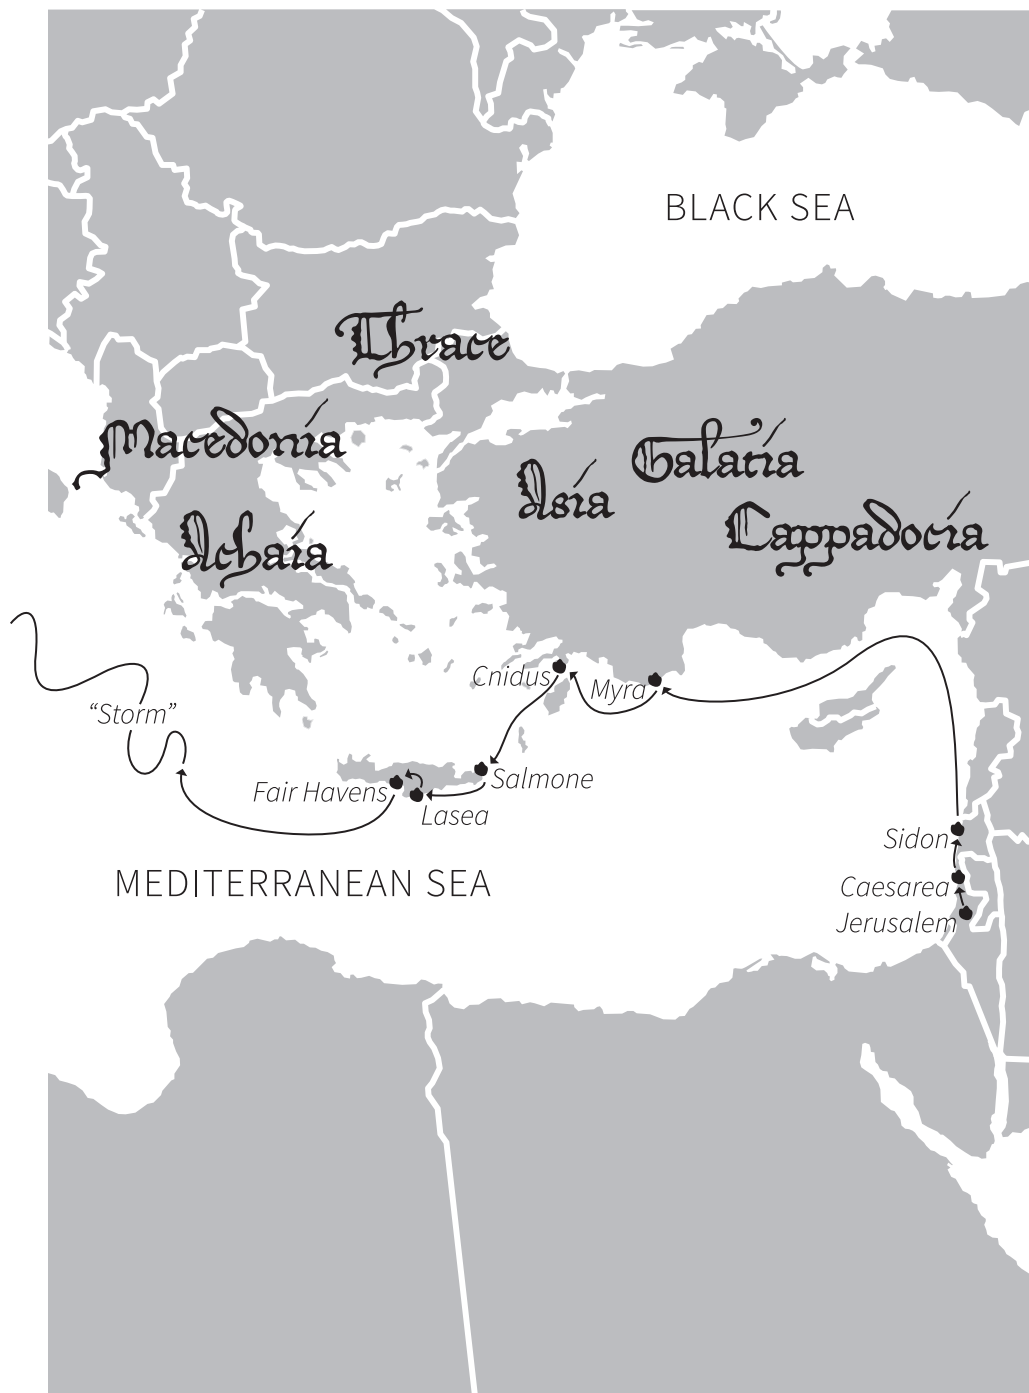 BLACK SEA
Thrace
Macedonia
Galatia
Asia
Cappadocia
Achaia
Cnidus
Myra
“Storm”
Salmone
Fair Havens
Lasea
Sidon
MEDITERRANEAN SEA
Caesarea
Jerusalem